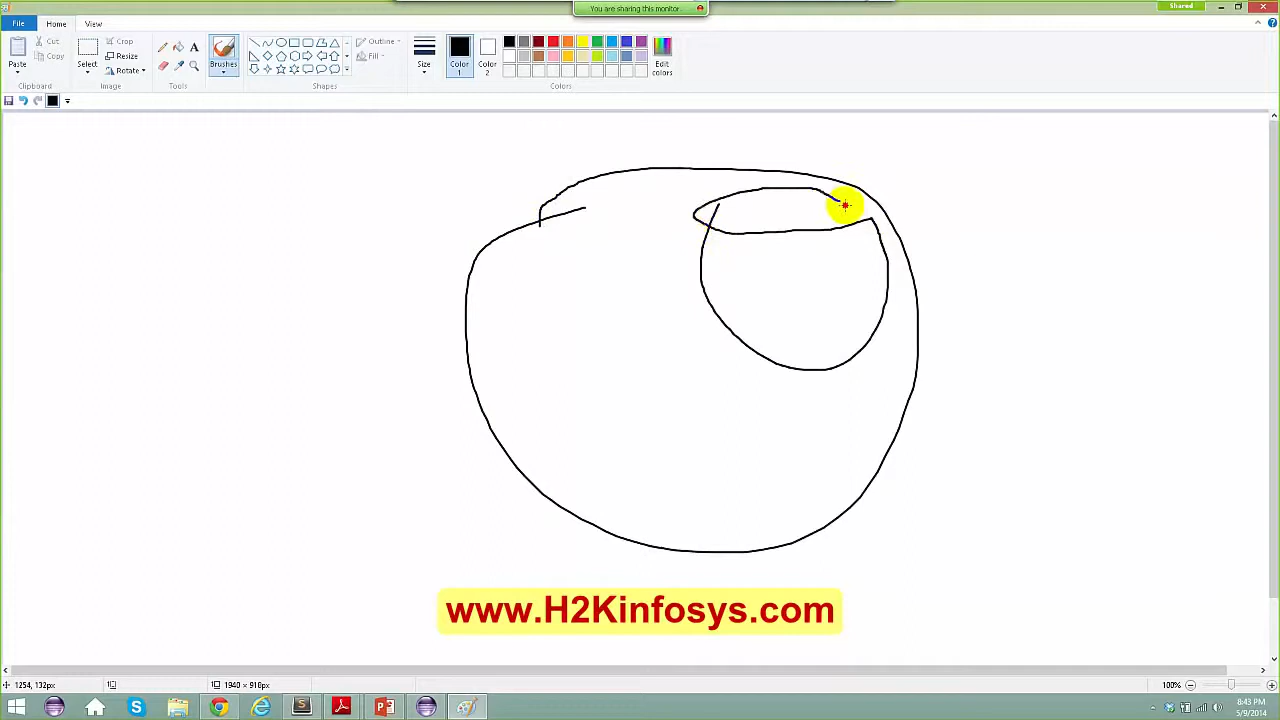 You are sharing this monitor.
Shared
File
Home
View
Paste
Cut
Copy
Clipboard
Select
Crop
Resize
Rotate
Image
A
Tools
Brushes
Outline
Fill
Shapes
Size
Color
1
Color
2
Edit
colors
Colors
www.H2Kinfosys.com
1254, 132px
1940 × 910px
100%
8:43 PM
5/9/2014